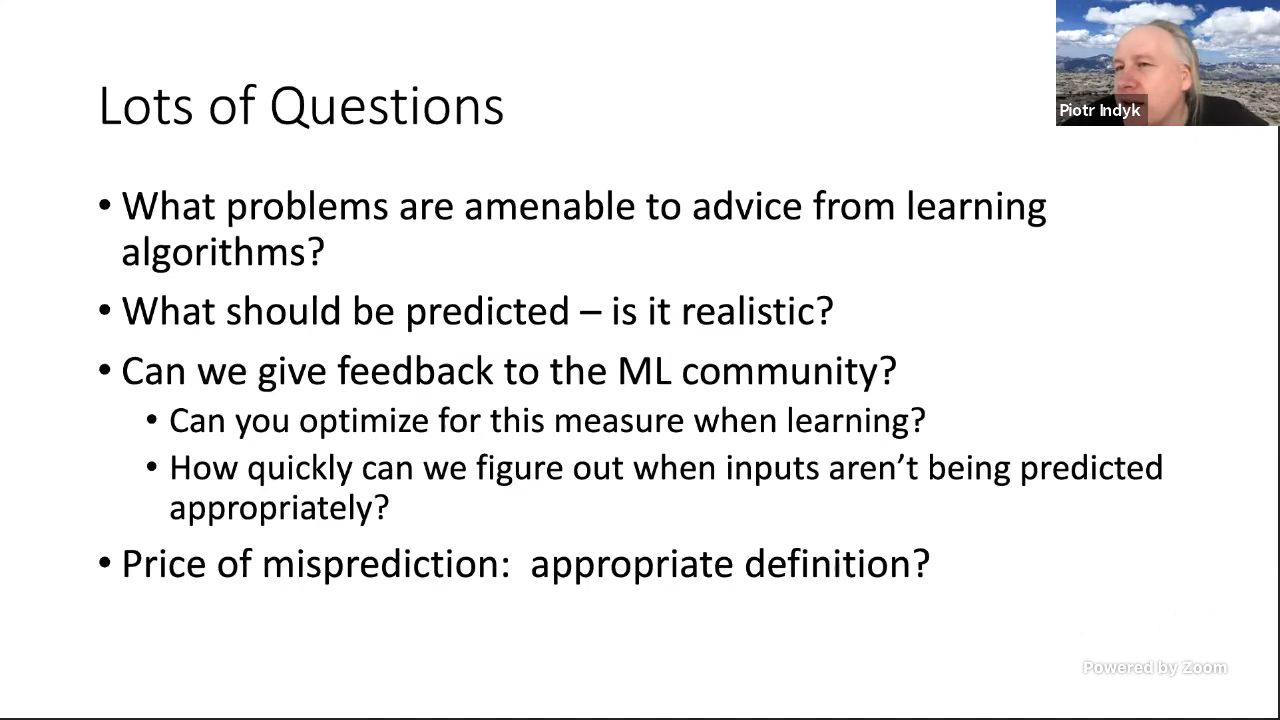 Lots of Questions
Piotr Indyk
• What problems are amenable to advice from learning
algorithms?
• What should be predicted – is it realistic?
• Can we give feedback to the ML community?
• Can you optimize for this measure when learning?
• How quickly can we figure out when inputs aren’t being predicted
appropriately?
• Price of misprediction:  appropriate definition?
Powered by Zoom